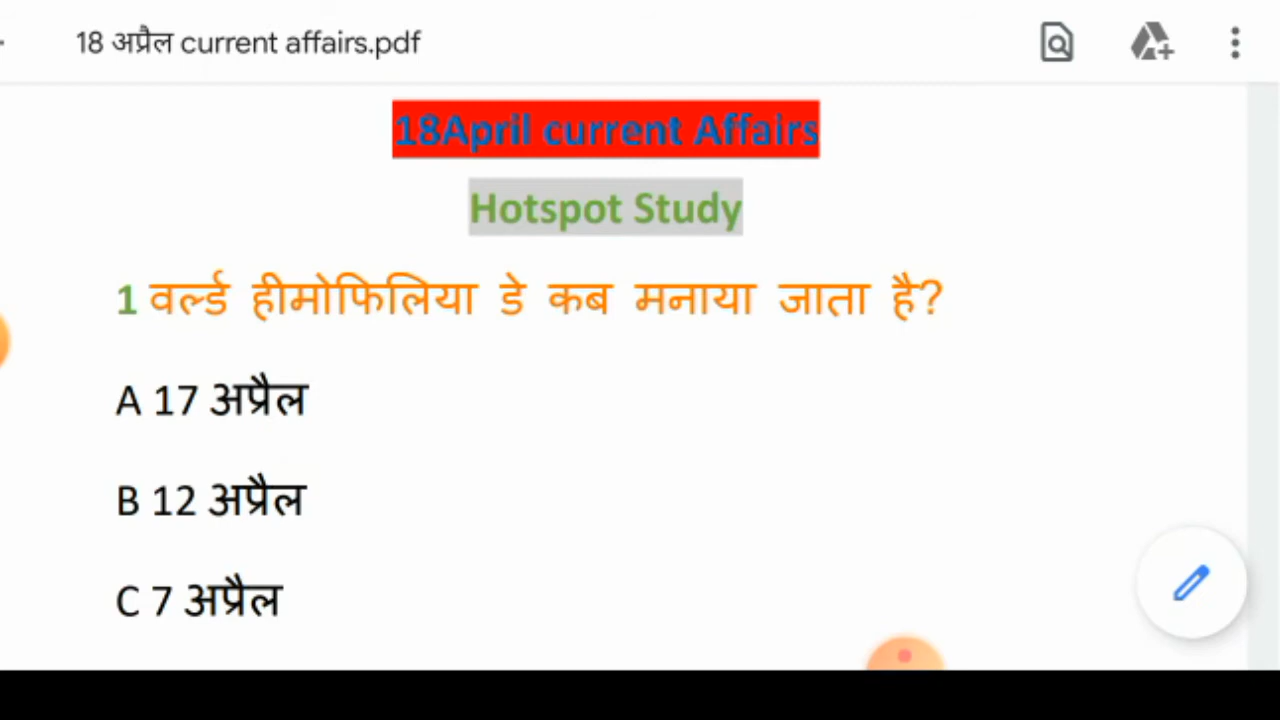 18 अप्रैल current affairs.pdf
18April current Affairs
Hotspot Study
1 वर्ल्ड हीमोफिलिया डे कब मनाया जाता है?
A 17 अप्रैल
B 12 अप्रैल
C 7 अप्रैल